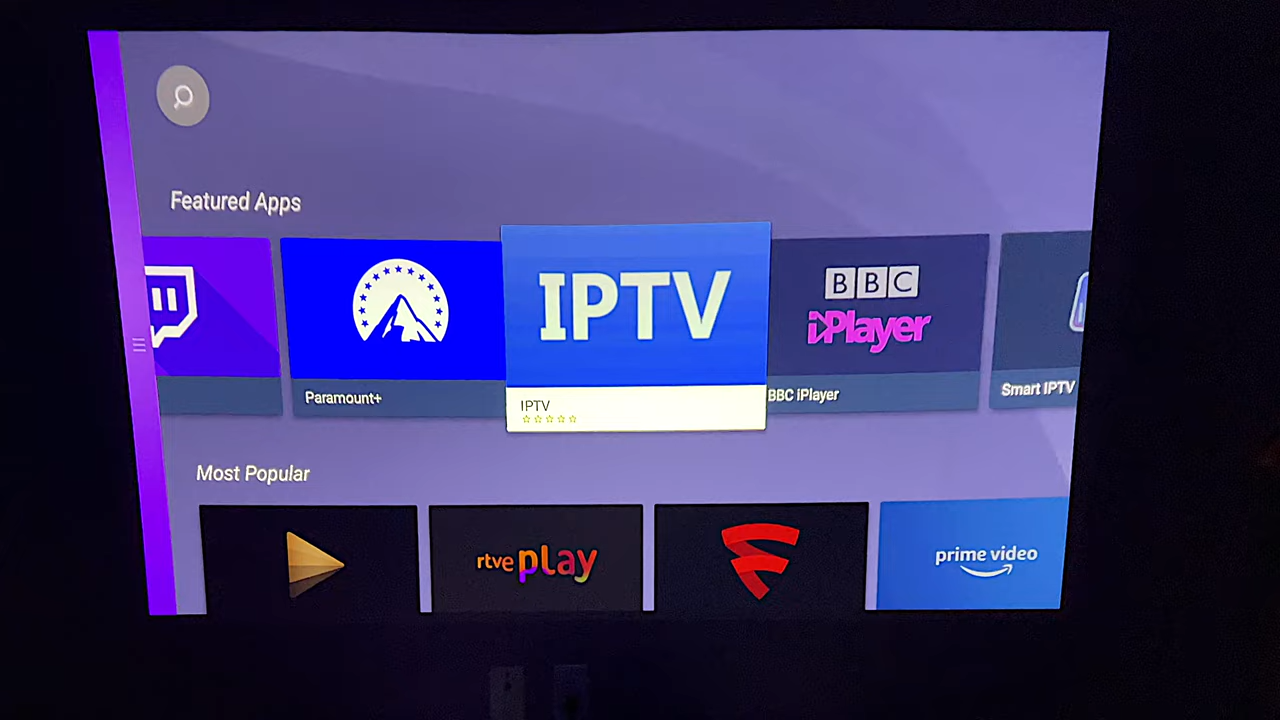 Featured Apps
IPTV
BBC
iPlayer
Paramount+
IPTV
BBC iPlayer
Smart IPTV
Most Popular
rtve play
prime video